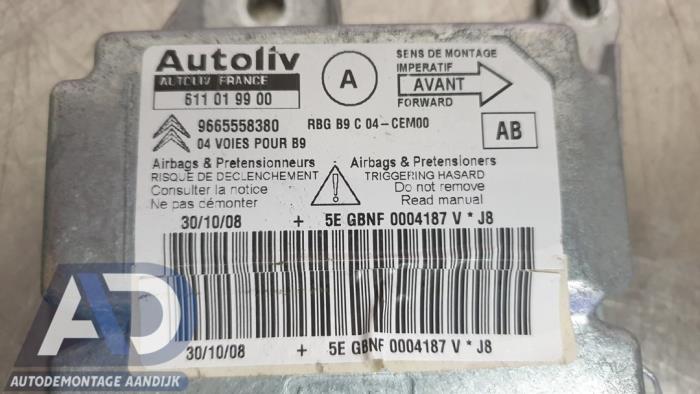 Autoliv
AUTOLIV FRANCE
611 01 99 00
A
SENS DE MONTAGE
IMPERATIF
AVANT
FORWARD
9665558380
RBG B9 C 04-CEM00
04 VOIES POUR B9
AB
Airbags & Pretensionneurs
RISQUE DE DECLENCHEMENT
Consulter la notice
Ne pas démonter
Airbags & Pretensioners
TRIGGERING HASARD
Do not remove
Read manual
30/10/08 + 5E GBNF 0004187 V * J8
30/10/08 + 5E GBNF 0004187 V * J8
AD
AUTODEMONTAGE AANDIJK